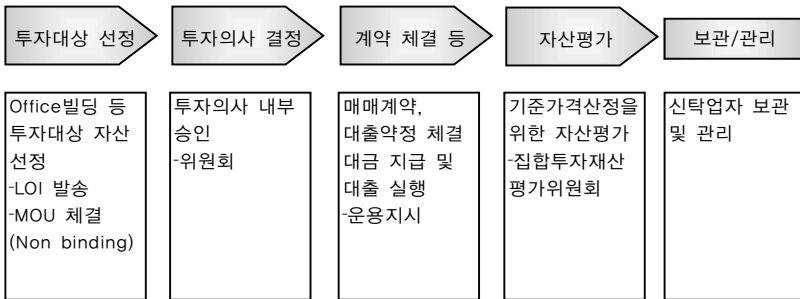 투자대상 선정
투자의사 결정
계약 체결 등
자산평가
보관/관리
Office빌딩 등
투자대상 자산
선정
-LOI 발송
-MOU 체결
(Non binding)
투자의사 내부
승인
-위원회
매매계약,
대출약정 체결
대금 지급 및
대출 실행
-운용지시
기준가격산정을
위한 자산평가
-집합투자재산
평가위원회
신탁업자 보관
및 관리